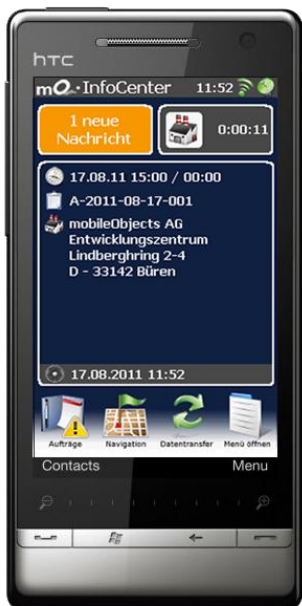 hTC
mO.·InfoCenter 11:52
1 neue
Nachricht
0:00:11
17.08.11 15:00 / 00:00
A-2011-08-17-001
mobileObjects AG
Entwicklungszentrum
Lindberghring 2-4
D - 33142 Büren
17.08.2011 11:52
Aufträge Navigation Datentransfer Menü öffnen
Contacts Menu